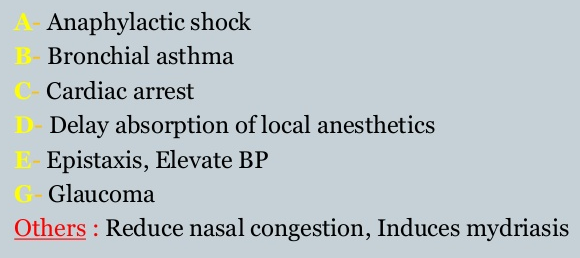 A- Anaphylactic shock
B- Bronchial asthma
C- Cardiac arrest
D- Delay absorption of local anesthetics
E- Epistaxis, Elevate BP
G- Glaucoma
Others : Reduce nasal congestion, Induces mydriasis